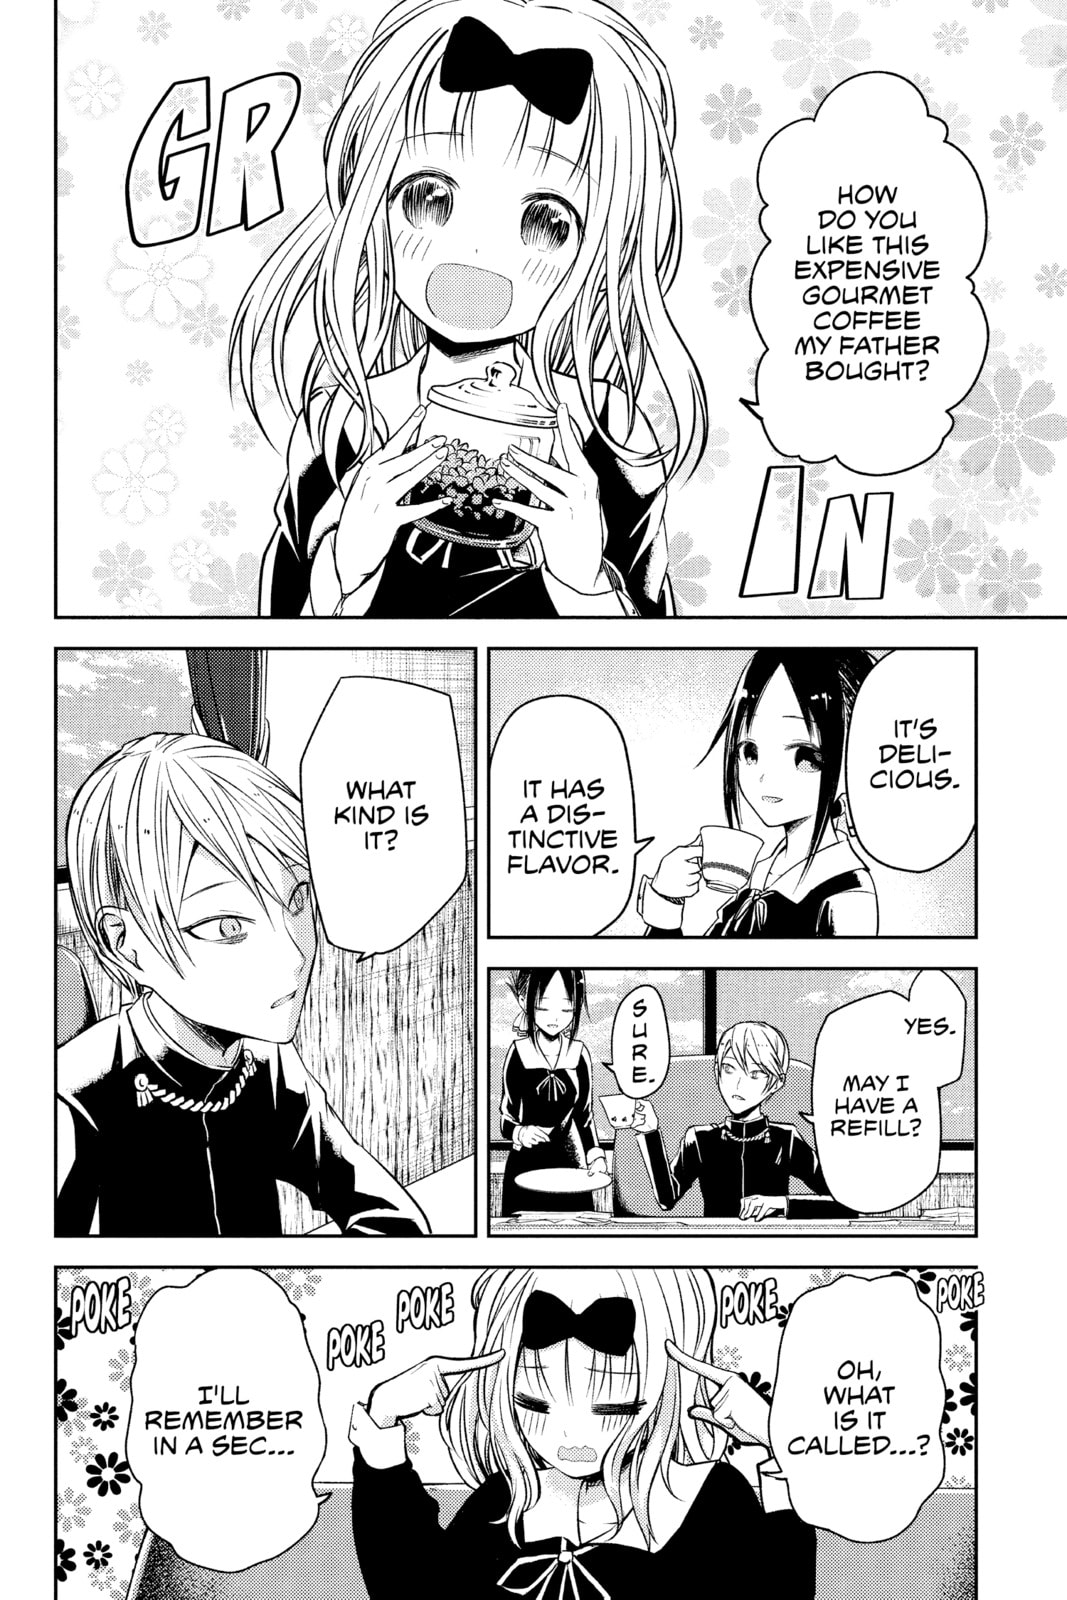 HOW
DO YOU
LIKE THIS
EXPENSIVE
GOURMET
COFFEE
MY FATHER
BOUGHT?
GR
IN
IT'S
DELI-
CIOUS.
IT HAS
A DIS-
TINCTIVE
FLAVOR.
WHAT
KIND IS
IT?
YES.
MAY I
HAVE A
REFILL?
S
U
R
E.
OH,
WHAT
IS IT
CALLED...?
POKE
POKE
POKE
POKE
POKE
I'LL
REMEMBER
IN A SEC...